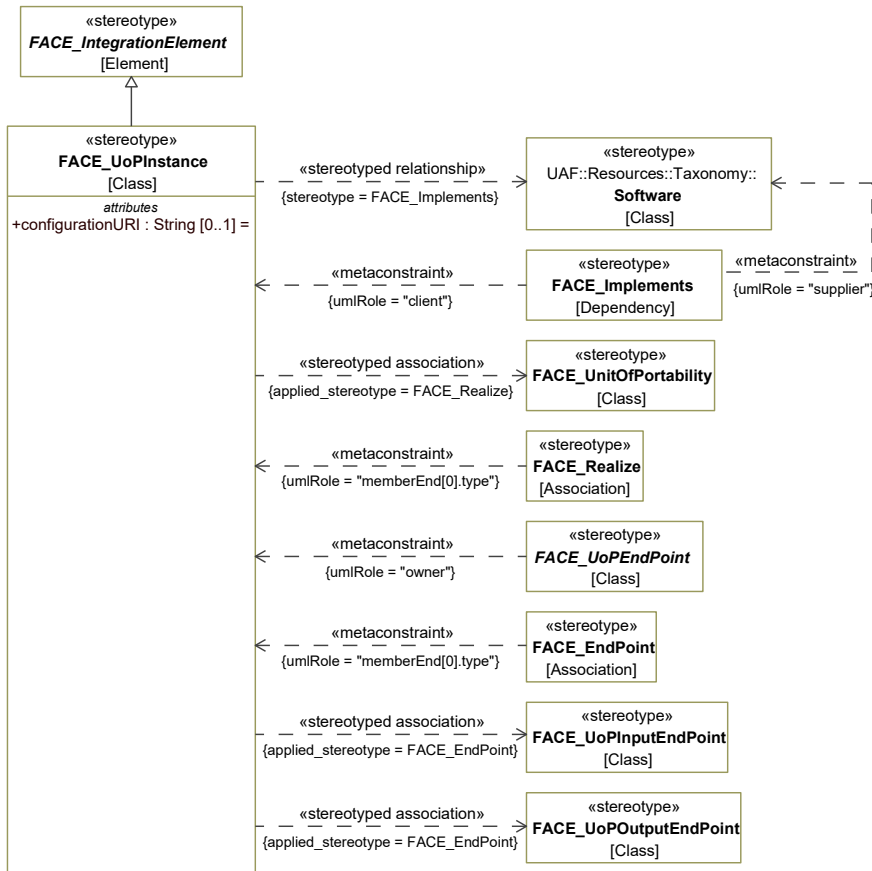 «stereotype»
FACE_IntegrationElement
[Element]
«stereotype»
FACE_UoPInstance
[Class]
attributes
+configurationURI : String [0..1] =
«stereotyped relationship»
{stereotype = FACE_Implements}
«stereotype»
UAF::Resources::Taxonomy::
Software
[Class]
«metaconstraint»
{umlRole = "client"}
«stereotype»
FACE_Implements
[Dependency]
«metaconstraint»
{umlRole = "supplier"}
«stereotyped association»
{applied_stereotype = FACE_Realize}
«stereotype»
FACE_UnitOfPortability
[Class]
«metaconstraint»
{umlRole = "memberEnd[0].type"}
«stereotype»
FACE_Realize
[Association]
«metaconstraint»
{umlRole = "owner"}
«stereotype»
FACE_UoPEndPoint
[Class]
«metaconstraint»
{umlRole = "memberEnd[0].type"}
«stereotype»
FACE_EndPoint
[Association]
«stereotyped association»
{applied_stereotype = FACE_EndPoint}
«stereotype»
FACE_UoPInputEndPoint
[Class]
«stereotyped association»
{applied_stereotype = FACE_EndPoint}
«stereotype»
FACE_UoPOutputEndPoint
[Class]